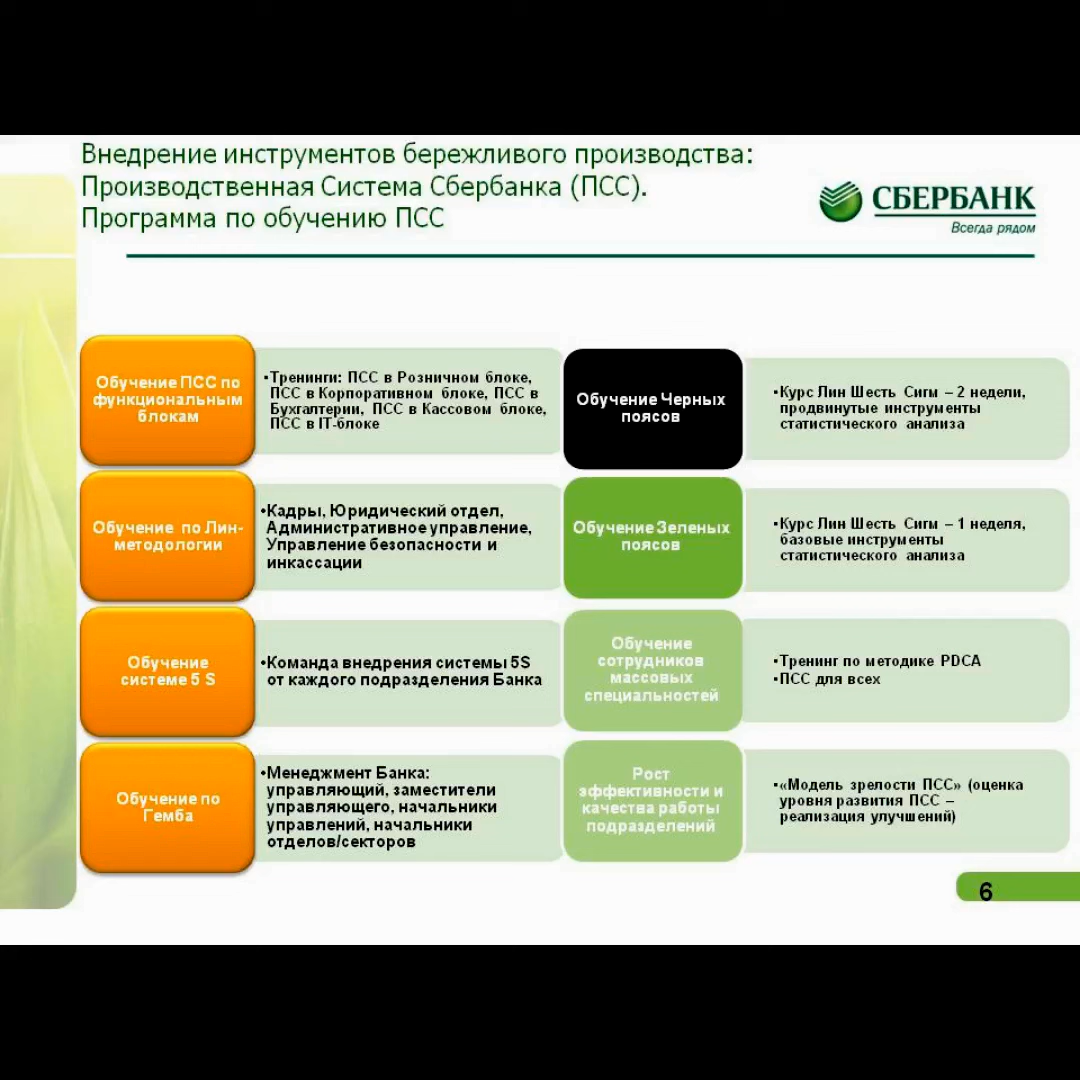 Внедрение инструментов бережливого производства:
Производственная Система Сбербанка (ПСС).
Программа по обучению ПСС
СБЕРБАНК
Всегда рядом
Обучение ПСС по
функциональным
блокам
•Тренинги: ПСС в Розничном блоке,
ПСС в Корпоративном блоке, ПСС в
Бухгалтерии, ПСС в Кассовом блоке,
ПСС в IT-блоке
Обучение Черных
поясов
•Курс Лин Шесть Сигм – 2 недели,
продвинутые инструменты
статистического анализа
Обучение по Лин-
методологии
•Кадры, Юридический отдел,
Административное управление,
Управление безопасности и
инкассации
Обучение Зеленых
поясов
•Курс Лин Шесть Сигм – 1 неделя,
базовые инструменты
статистического анализа
Обучение
системе 5 S
•Команда внедрения системы 5S
от каждого подразделения Банка
Обучение
сотрудников
массовых
специальностей
•Тренинг по методике PDCA
•ПСС для всех
Обучение по
Гемба
•Менеджмент Банка:
управляющий, заместители
управляющего, начальники
управлений, начальники
отделов/секторов
Рост
эффективности и
качества работы
подразделений
•«Модель зрелости ПСС» (оценка
уровня развития ПСС –
реализация улучшений)
6